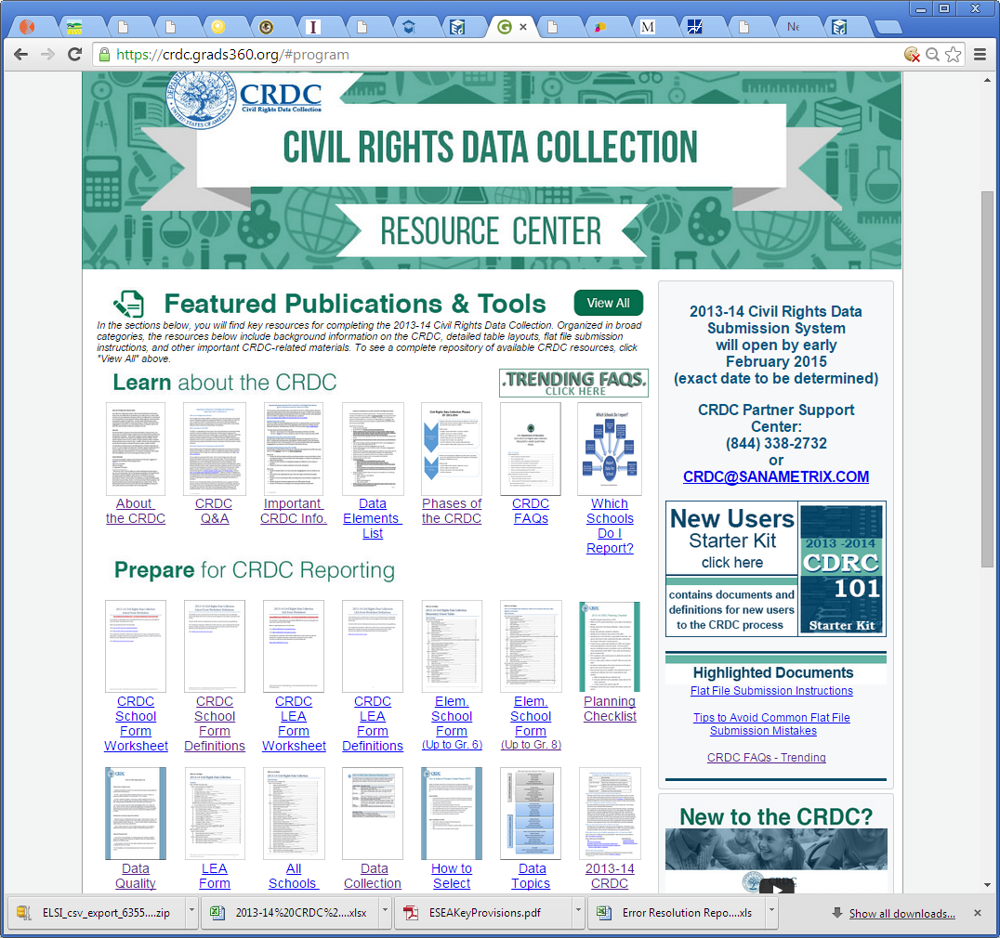 I
M
Ne
https://crdc.grads360.org/#program
UNITED STATES OF AMERICA
CRDC
Civil Rights Data Collection
CIVIL RIGHTS DATA COLLECTION
RESOURCE CENTER
Featured Publications & Tools
View All
In the sections below, you will find key resources for completing the 2013-14 Civil Rights Data Collection. Organized in broad
categories, the resources below include background information on the CRDC, detailed table layouts, flat file submission
instructions, and other important CRDC-related materials. To see a complete repository of available CRDC resources, click
"View All" above.
Learn about the CRDC
.TRENDING FAQS.
CLICK HERE
About
the CRDC
CRDC
Q&A
Important
CRDC Info.
Data
Elements
List
Phases of
the CRDC
CRDC
FAQs
Which Schools Do I report?
Which
Schools
Do I
Report?
Prepare for CRDC Reporting
CRDC
School
Form
Worksheet
CRDC
School
Form
Definitions
CRDC
LEA
Form
Worksheet
CRDC
LEA
Form
Definitions
Elem.
School
Form
(Up to Gr. 6)
Elem.
School
Form
(Up to Gr. 8)
Planning
Checklist
Data
Quality
LEA
Form
All
Schools
Data
Collection
How to
Select
Data
Topics
2013-14
CRDC
2013-14 Civil Rights Data
Submission System
will open by early
February 2015
(exact date to be determined)
CRDC Partner Support
Center:
(844) 338-2732
or
CRDC@SANAMETRIX.COM
New Users
Starter Kit
click here
contains documents and
definitions for new users
to the CRDC process
2013 -2014
CDRC
101
Starter Kit
Highlighted Documents
Flat File Submission Instructions
Tips to Avoid Common Flat File
Submission Mistakes
CRDC FAQs - Trending
New to the CRDC?
CRDC
ELSI_csv_export_6355....zip
2013-14%20CRDC%2....xlsx
ESEAKeyProvisions.pdf
Error Resolution Repo....xls
Show all downloads...